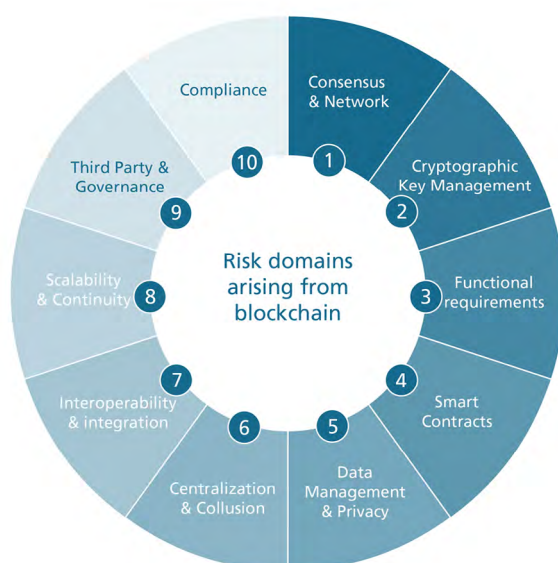 Risk domains
arising from
blockchain
1
Consensus
& Network
2
Cryptographic
Key Management
3
Functional
requirements
4
Smart
Contracts
5
Data
Management
& Privacy
6
Centralization
& Collusion
7
Interoperability
& integration
8
Scalability
& Continuity
9
Third Party &
Governance
10
Compliance